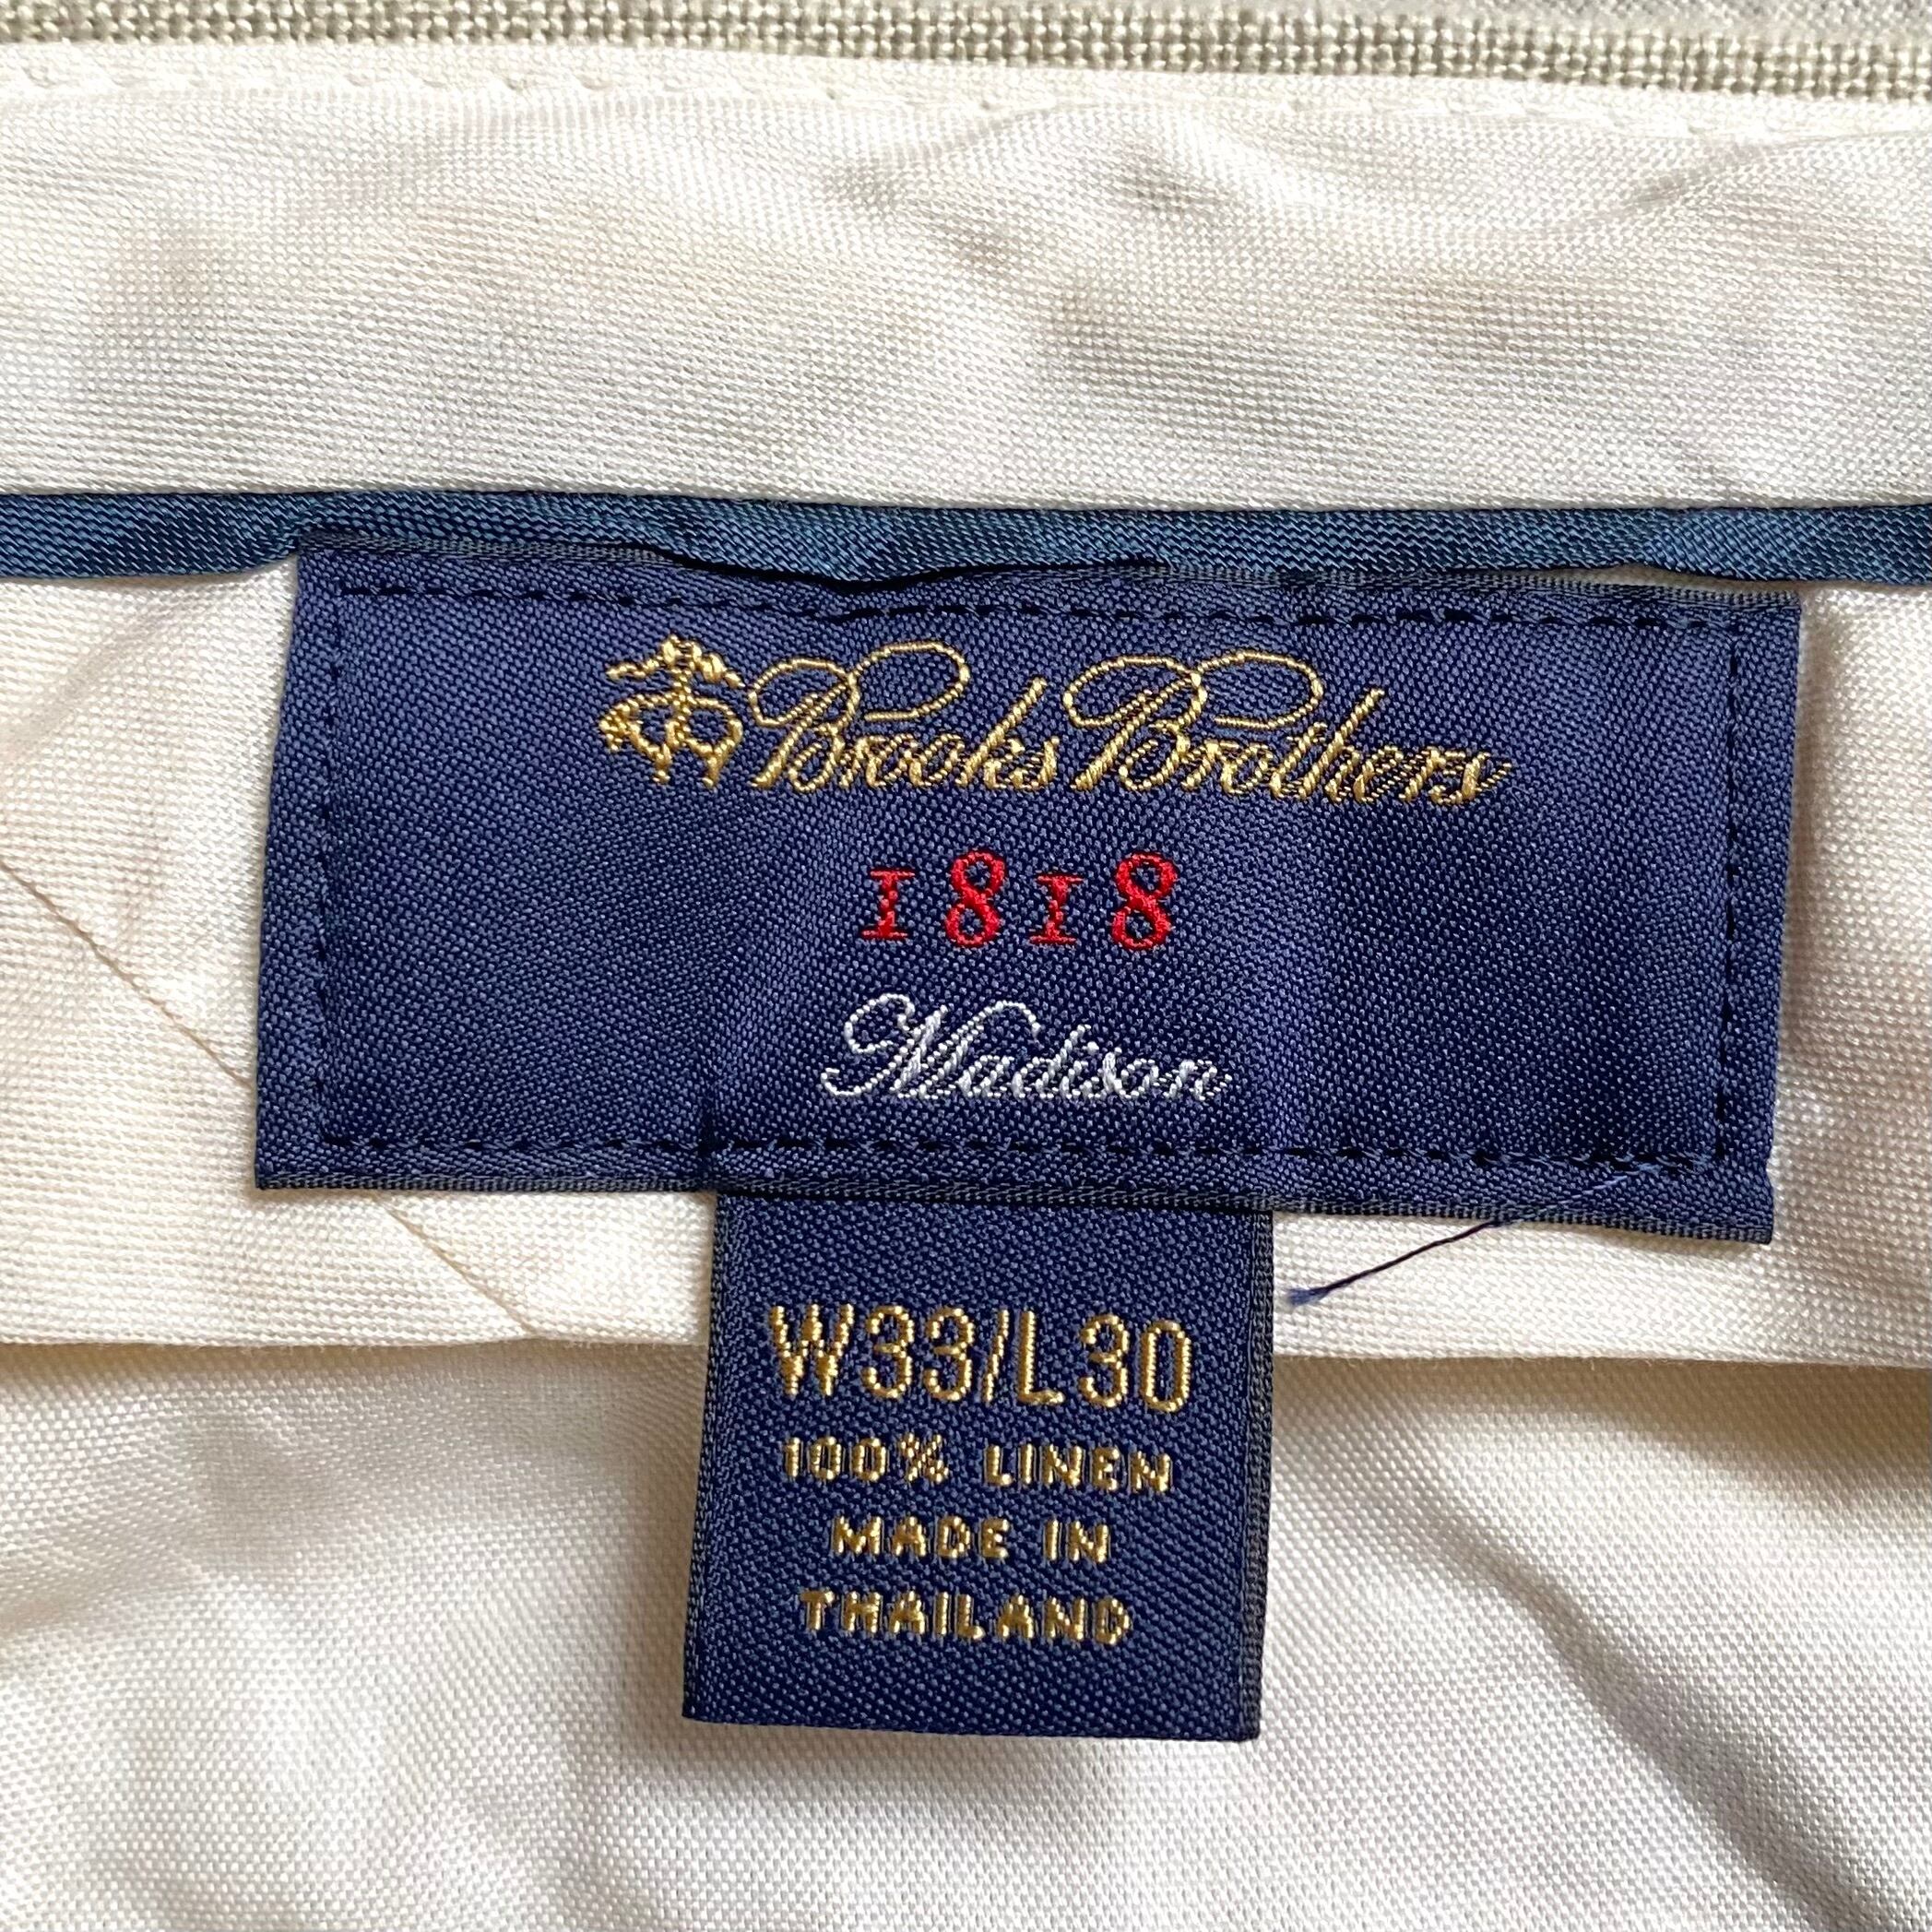 Brooks Brothers
1818
Madison
W33/L30
100% LINEN
MADE IN
THAILAND